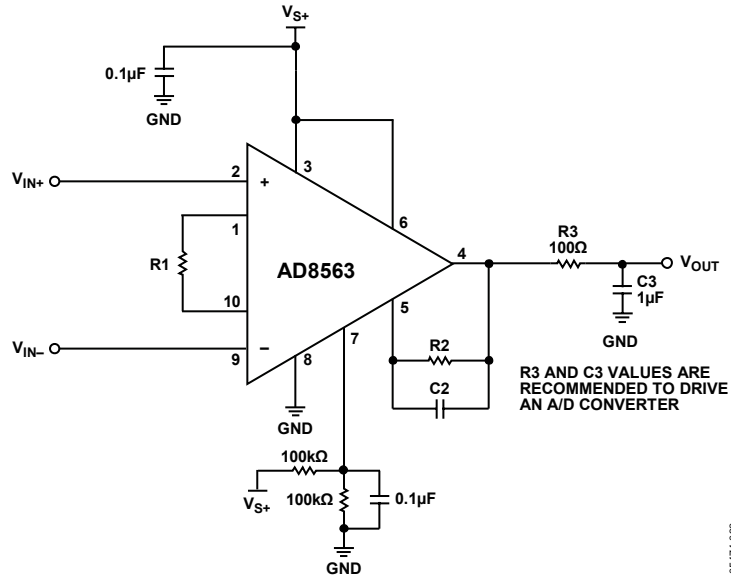 VS+
0.1µF
GND
3
2
VIN+
+
1
6
R3
100Ω
4
VOUT
R1
AD8563
C3
1µF
10
5
GND
VIN–
–
9
8
7
R2
C2
R3 AND C3 VALUES ARE
RECOMMENDED TO DRIVE
AN A/D CONVERTER
GND
100kΩ
VS+
100kΩ
0.1µF
GND